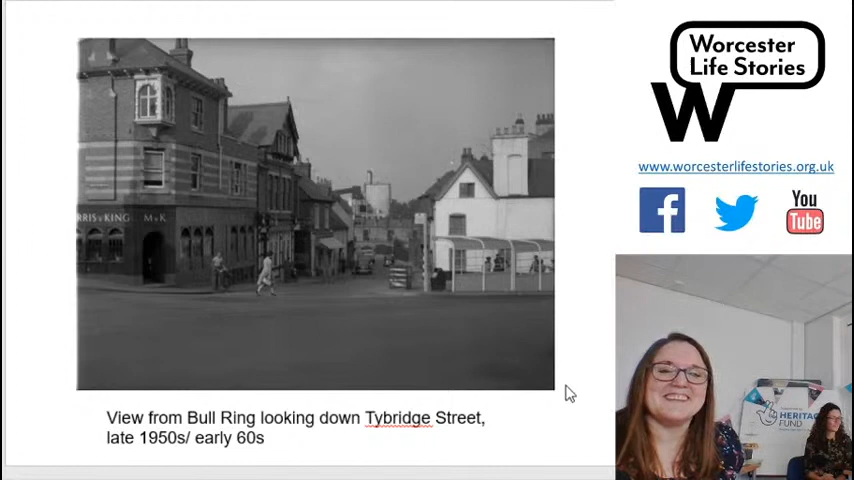 RRIS & KING M&K
View from Bull Ring looking down Tybridge Street,
late 1950s/ early 60s
Worcester
Life Stories
W
www.worcesterlifestories.org.uk
f
You
Tube
HERITAGE
FUND